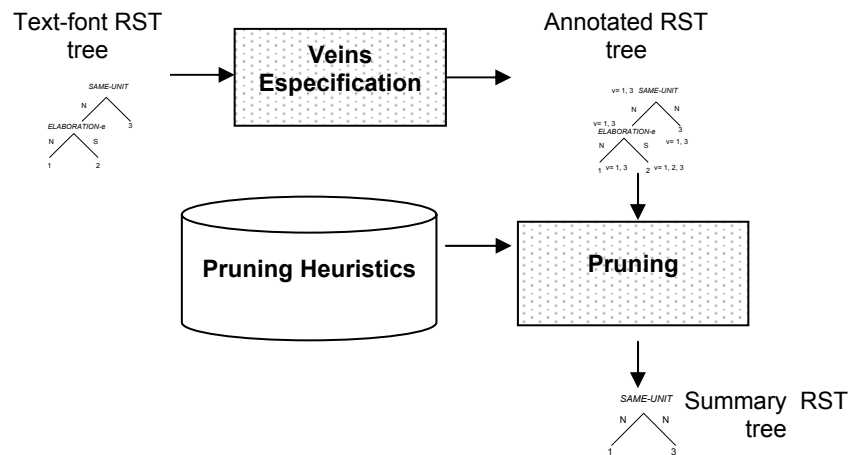 Text-font RST
tree
SAME-UNIT
N
ELABORATION-e
3
N S
1 2
Veins
Especification
Annotated RST
tree
v= 1, 3 SAME-UNIT
N N
v= 1, 3
ELABORATION-e
3
N S v= 1, 3
1 v= 1, 3 2 v= 1, 2, 3
Pruning Heuristics
Pruning
SAME-UNIT
N N
1 3
Summary RST
tree